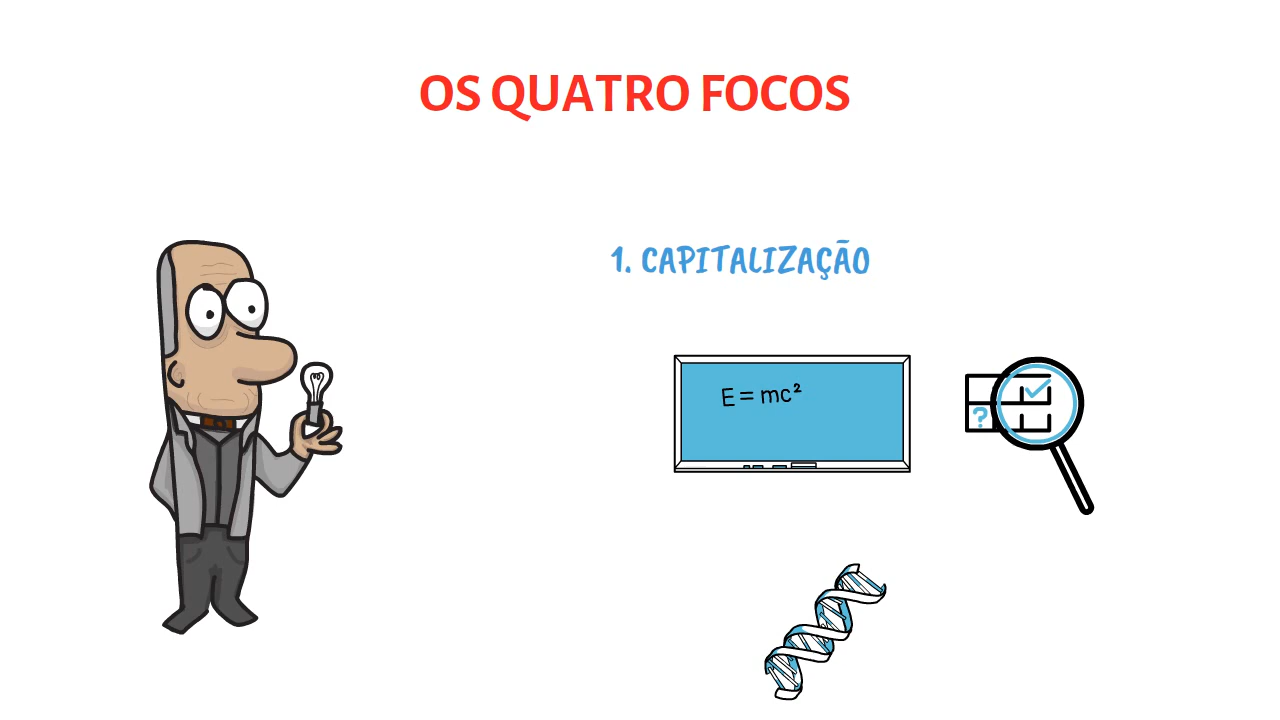 OS QUATRO FOCOS
1. CAPITALIZAÇÃO
E = mc²
?